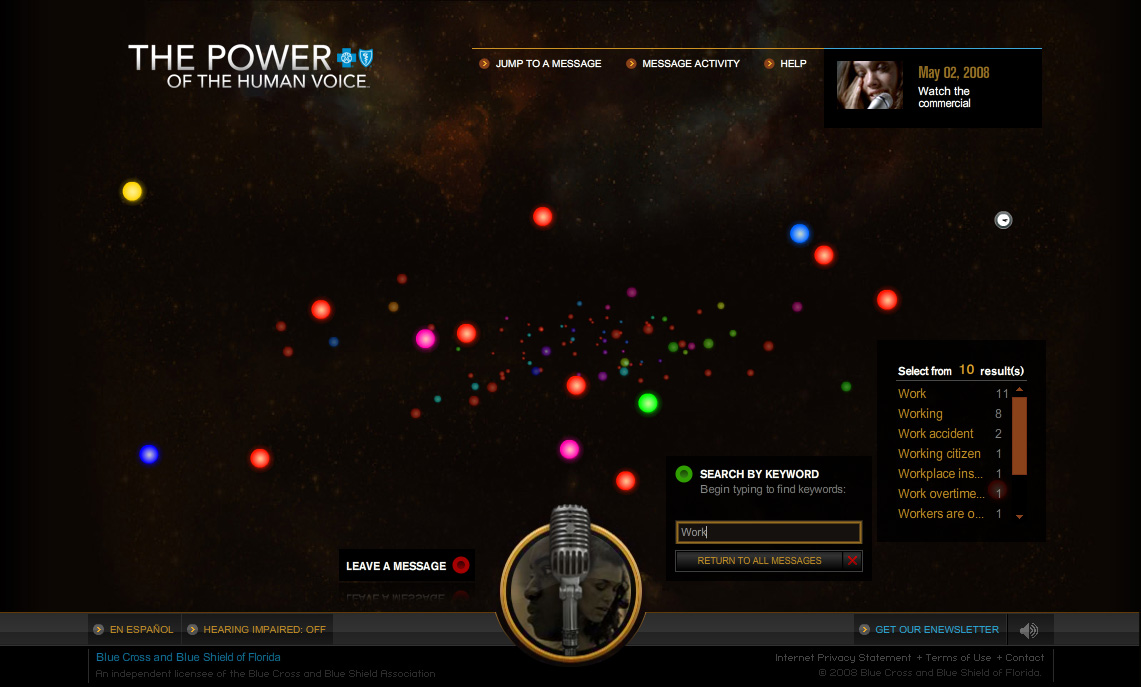 THE POWER
OF THE HUMAN VOICE
JUMP TO A MESSAGE
MESSAGE ACTIVITY
HELP
May 02, 2008
Watch the
commercial
Select from 10 result(s)
Work 11
Working 8
Work accident 2
Working citizen 1
Workplace ins... 1
Work overtime... 1
Workers are o... 1
SEARCH BY KEYWORD
Begin typing to find keywords:
Work
RETURN TO ALL MESSAGES
LEAVE A MESSAGE
EN ESPAÑOL
HEARING IMPAIRED: OFF
GET OUR ENEWSLETTER
Blue Cross and Blue Shield of Florida
An independent licensee of the Blue Cross and Blue Shield Association
Internet Privacy Statement + Terms of Use + Contact
© 2008 Blue Cross and Blue Shield of Florida.